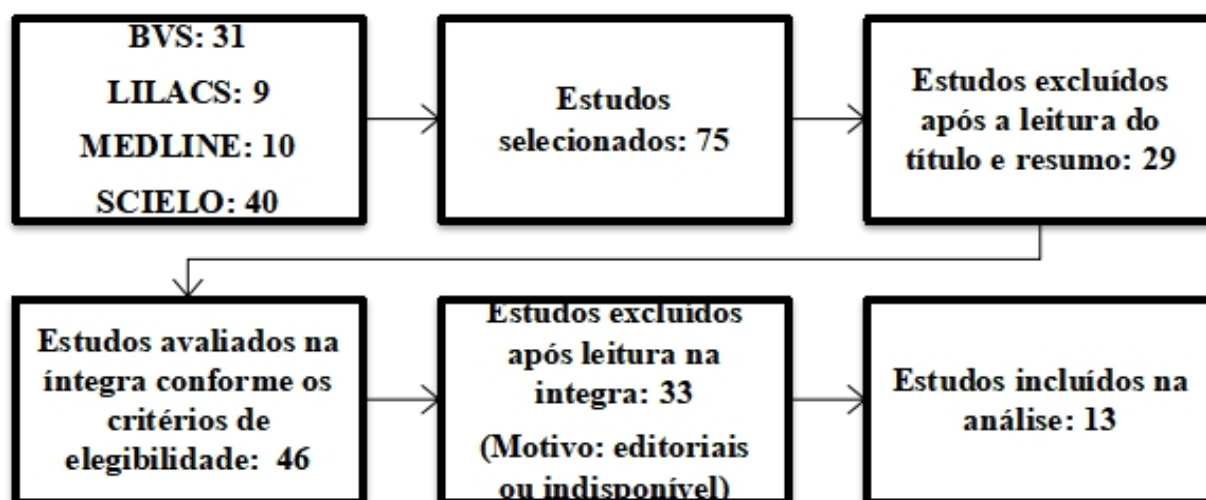 BVS: 31
LILACS: 9
MEDLINE: 10
SCIELO: 40
Estudos
selecionados: 75
Estudos excluídos
após a leitura do
título e resumo: 29
Estudos avaliados na
íntegra conforme os
critérios de
elegibilidade: 46
Estudos excluídos
após leitura na
integra: 33
(Motivo: editoriais
ou indisponível)
Estudos incluídos na
análise: 13